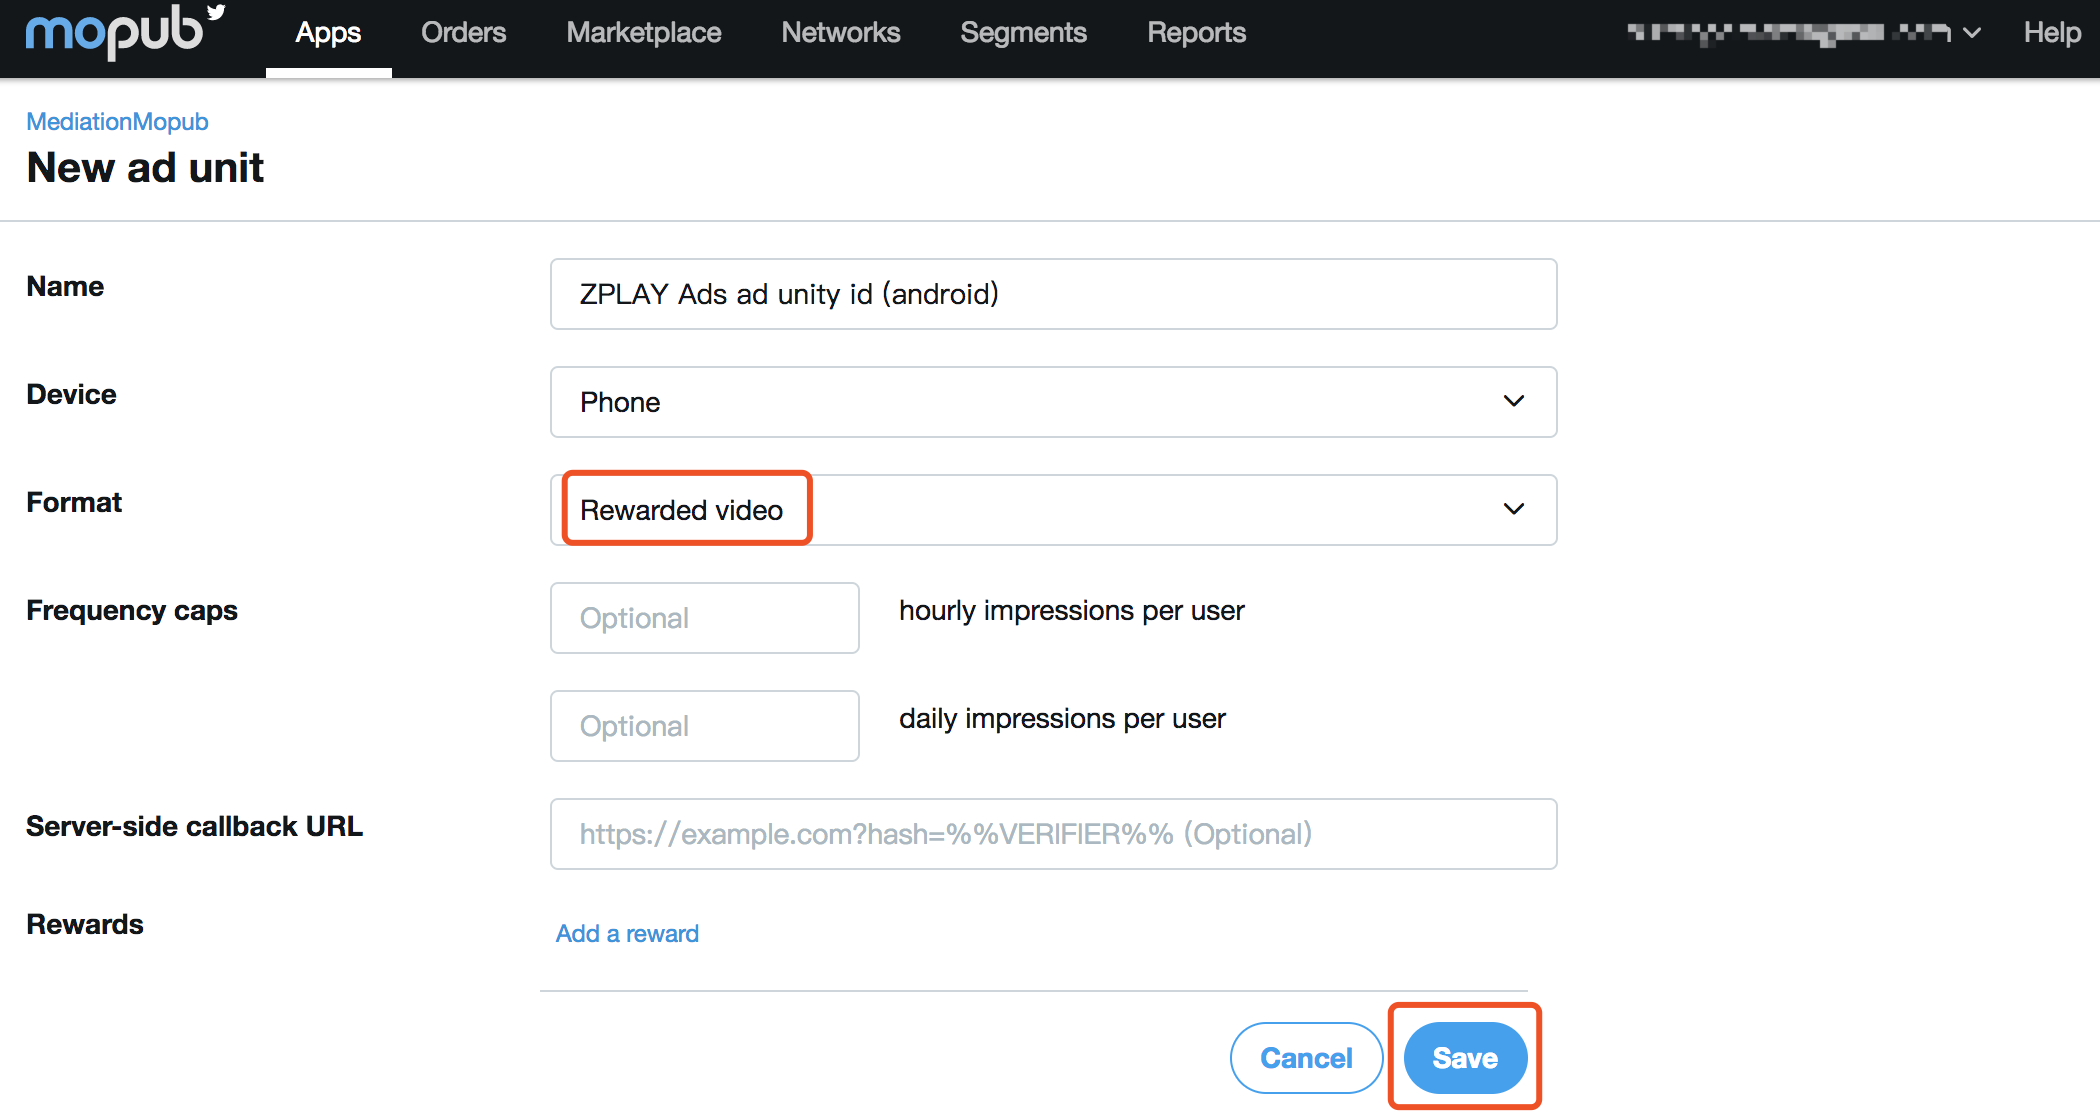 mopub Apps Orders Marketplace Networks Segments Reports Help
MediationMopub
New ad unit
Name ZPLAY Ads ad unity id (android)
Device Phone
Format Rewarded video
Frequency caps Optional hourly impressions per user
Optional daily impressions per user
Server-side callback URL https://example.com?hash=%%VERIFIER%% (Optional)
Rewards Add a reward
Cancel Save